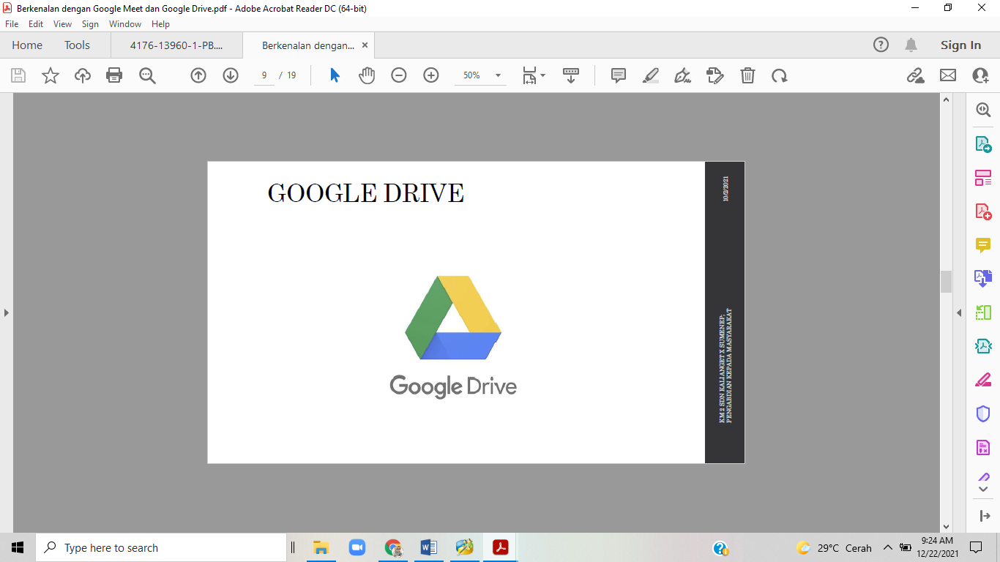 Berkenalan dengan Google Meet dan Google Drive.pdf - Adobe Acrobat Reader DC (64-bit)
File Edit View Sign Window Help
Home Tools 4176-13960-1-PB.... Berkenalan dengan... × Sign In
9 / 19 50%
GOOGLE DRIVE
10/2/2021
Google Drive
KM 2 SDN KALIANGET X SUMENEP;
PENGABDIAN KEPADA MASYARAKAT
Type here to search
29°C Cerah
9:24 AM
12/22/2021